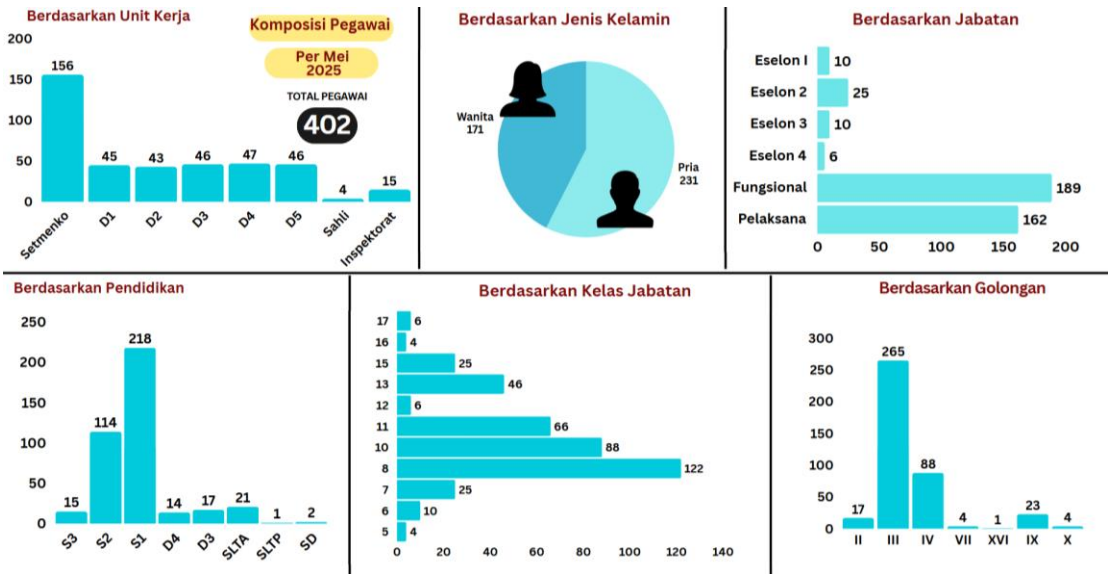 Berdasarkan Unit Kerja
200
150
100
50
0
156
45
43
46
47
46
4
15
Setmenko
D1
D2
D3
D4
D5
Sahli
Inspektorat
Komposisi Pegawai
Per Mei
2025
TOTAL PEGAWAI
402
Berdasarkan Jenis Kelamin
Wanita
171
Pria
231
Berdasarkan Jabatan
Eselon I 10
Eselon 2 25
Eselon 3 10
Eselon 4 6
Fungsional 189
Pelaksana 162
0 50 100 150 200
Berdasarkan Pendidikan
250
200
150
100
50
0
15
114
218
14
17
21
1
2
S3
S2
S1
D4
D3
SLTA
SLTP
SD
Berdasarkan Kelas Jabatan
17 6
16 4
15 25
13 46
12 6
11 66
10 88
8 122
7 25
6 10
5 4
0 20 40 60 80 100 120 140
Berdasarkan Golongan
300
250
200
150
100
50
0
17
265
88
4
1
23
4
II III IV VII XVI IX X